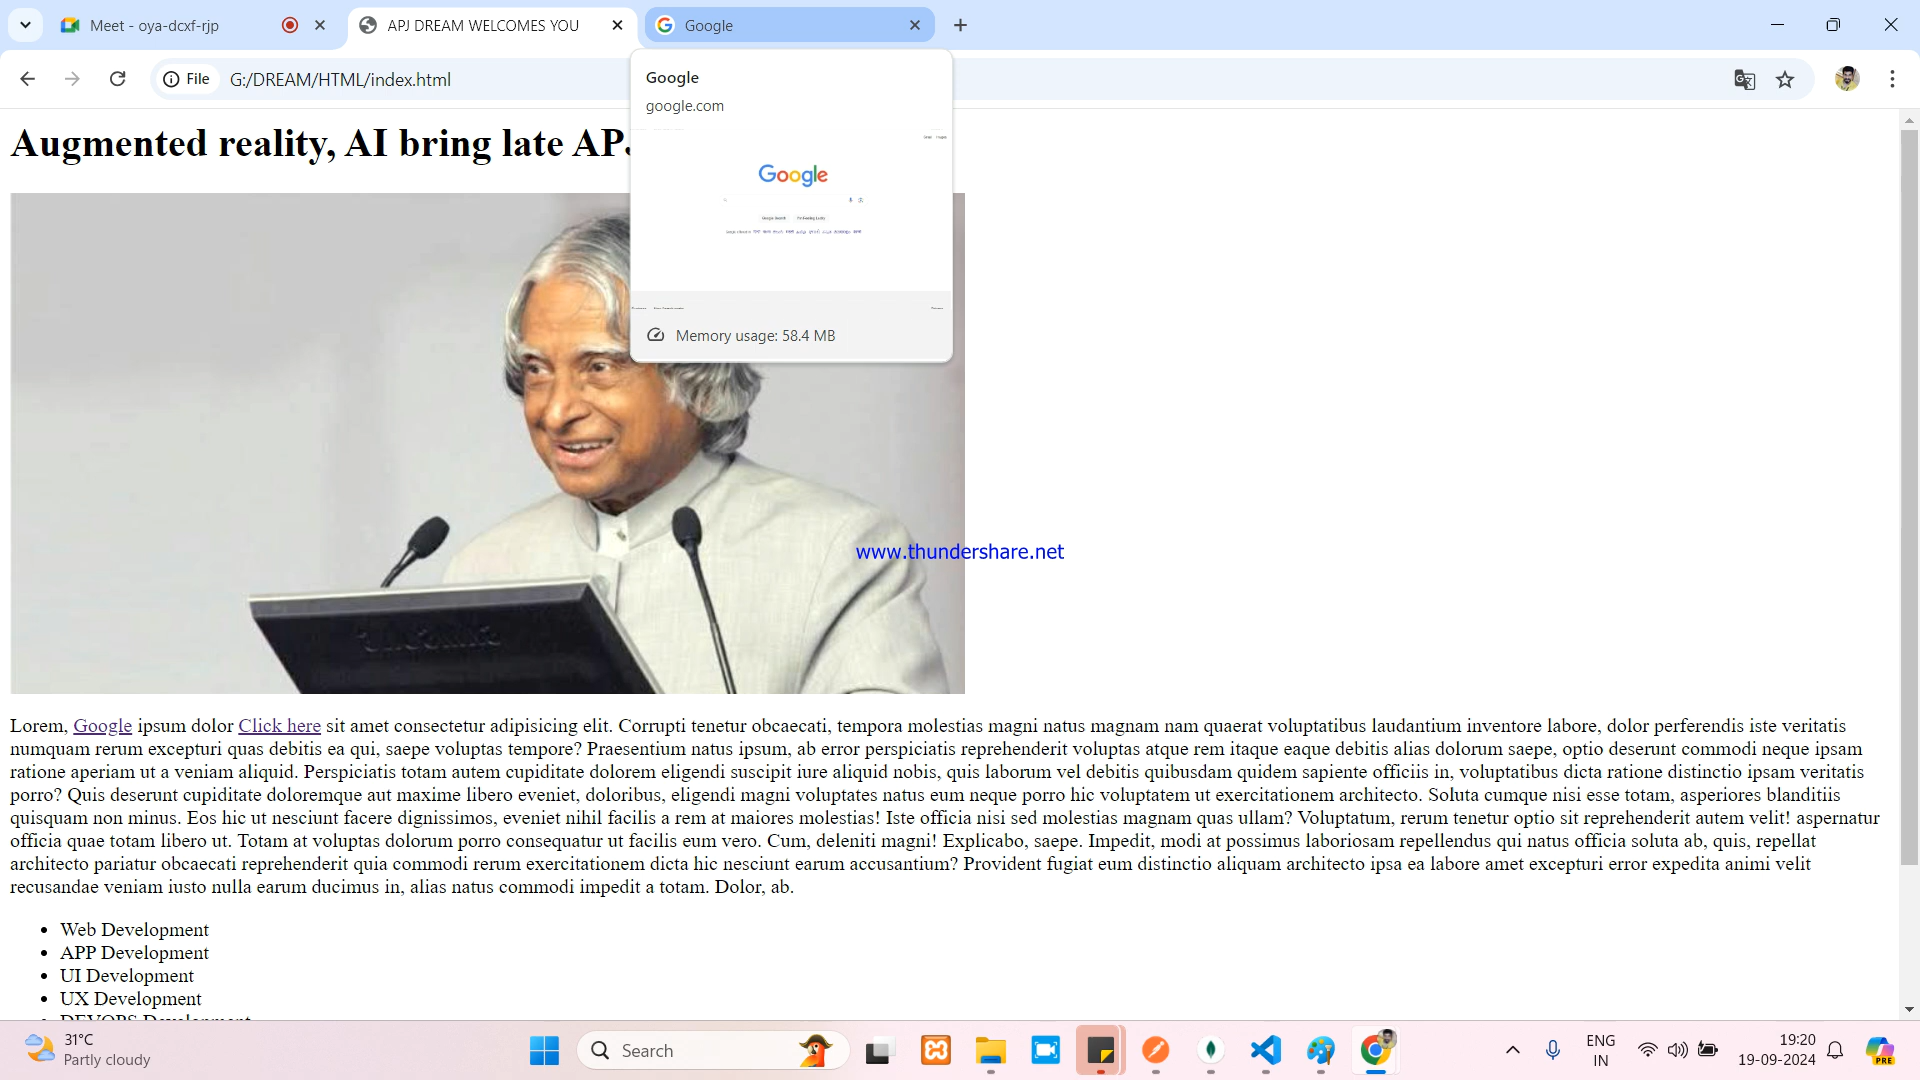 Meet - oya-dcxf-rjp
APJ DREAM WELCOMES YOU
Google
File
G:/DREAM/HTML/index.html
Google
google.com
Augmented reality, AI bring late APJ
Google
Memory usage: 58.4 MB
www.thundershare.net
Lorem, Google ipsum dolor Click here sit amet consectetur adipisicing elit. Corrupti tenetur obcaecati, tempora molestias magni natus magnam nam quaerat voluptatibus laudantium inventore labore, dolor perferendis iste veritatis
numquam rerum excepturi quas debitis ea qui, saepe voluptas tempore? Praesentium natus ipsum, ab error perspiciatis reprehenderit voluptas atque rem itaque eaque debitis alias dolorum saepe, optio deserunt commodi neque ipsam
ratione aperiam ut a veniam aliquid. Perspiciatis totam autem cupiditate dolorem eligendi suscipit iure aliquid nobis, quis laborum vel debitis quibusdam quidem sapiente officiis in, voluptatibus dicta ratione distinctio ipsam veritatis
porro? Quis deserunt cupiditate doloremque aut maxime libero eveniet, doloribus, eligendi magni voluptates natus eum neque porro hic voluptatem ut exercitationem architecto. Soluta cumque nisi esse totam, asperiores blanditiis
quisquam non minus. Eos hic ut nesciunt facere dignissimos, eveniet nihil facilis a rem at maiores molestias! Iste officia nisi sed molestias magnam quas ullam? Voluptatum, rerum tenetur optio sit reprehenderit autem velit! aspernatur
officia quae totam libero ut. Totam at voluptas dolorum porro consequatur ut facilis eum vero. Cum, deleniti magni! Explicabo, saepe. Impedit, modi at possimus laboriosam repellendus qui natus officia soluta ab, quis, repellat
architecto pariatur obcaecati reprehenderit quia commodi rerum exercitationem dicta hic nesciunt earum accusantium? Provident fugiat eum distinctio aliquam architecto ipsa ea labore amet excepturi error expedita animi velit
recusandae veniam iusto nulla earum ducimus in, alias natus commodi impedit a totam. Dolor, ab.
Web Development
APP Development
UI Development
UX Development
DEVOPS Development
31°C
Partly cloudy
Search
ENG
IN
19:20
19-09-2024
PRE